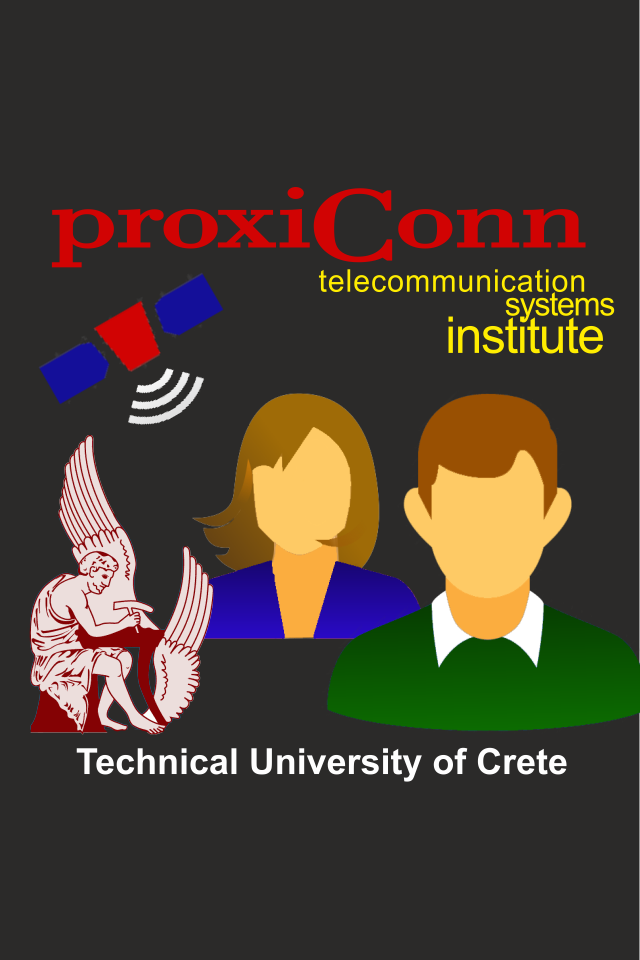 proxiConn
telecommunication
systems
institute
Technical University of Crete